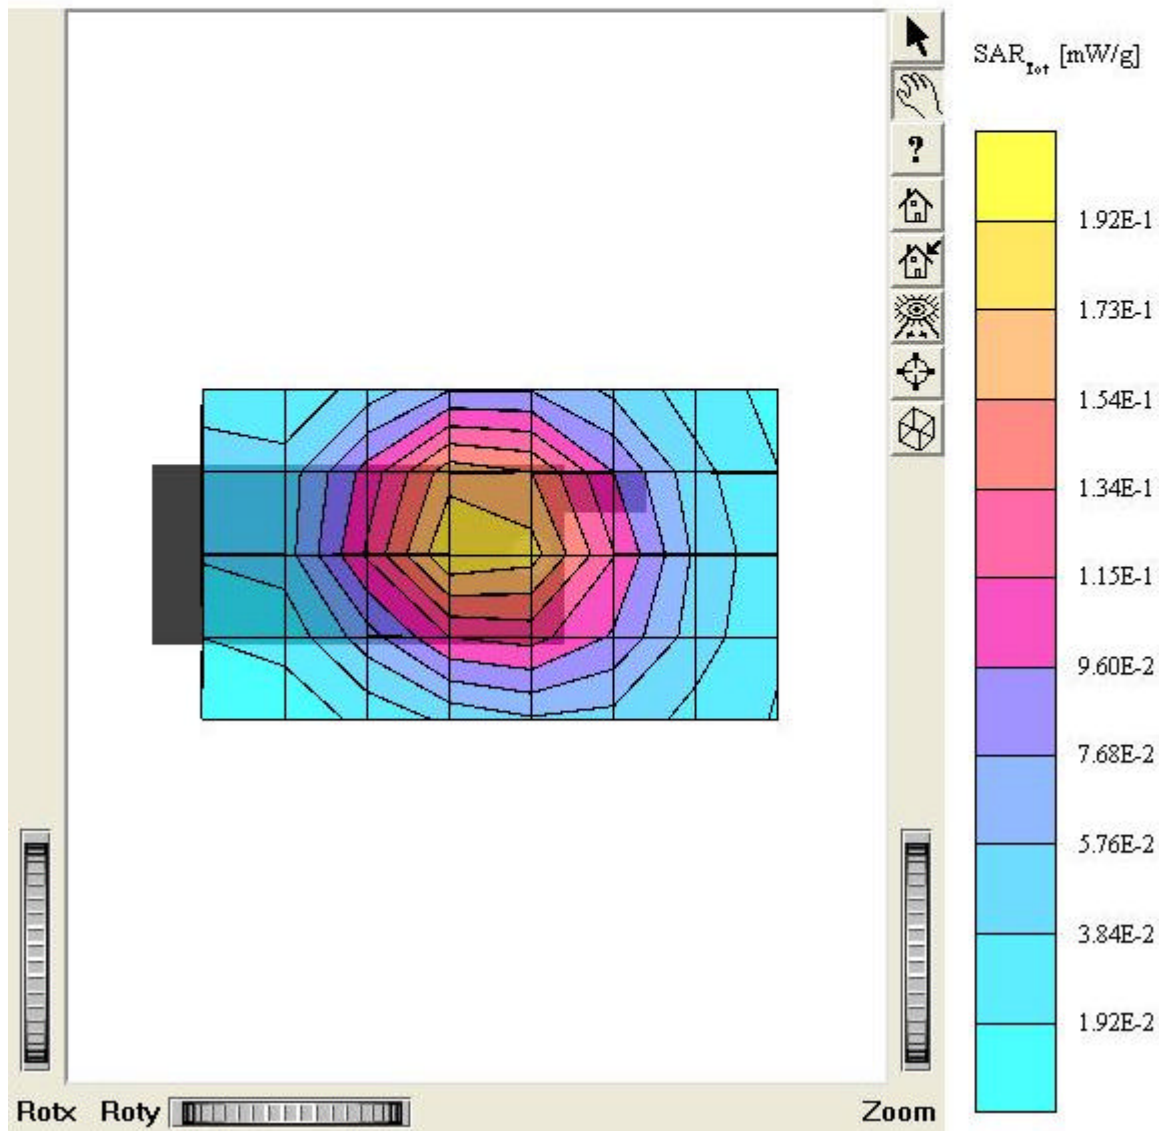 SARTot [mW/g]
?
1.92E-1
1.73E-1
1.54E-1
1.34E-1
1.15E-1
9.60E-2
7.68E-2
5.76E-2
3.84E-2
1.92E-2
Rotx Roty Zoom